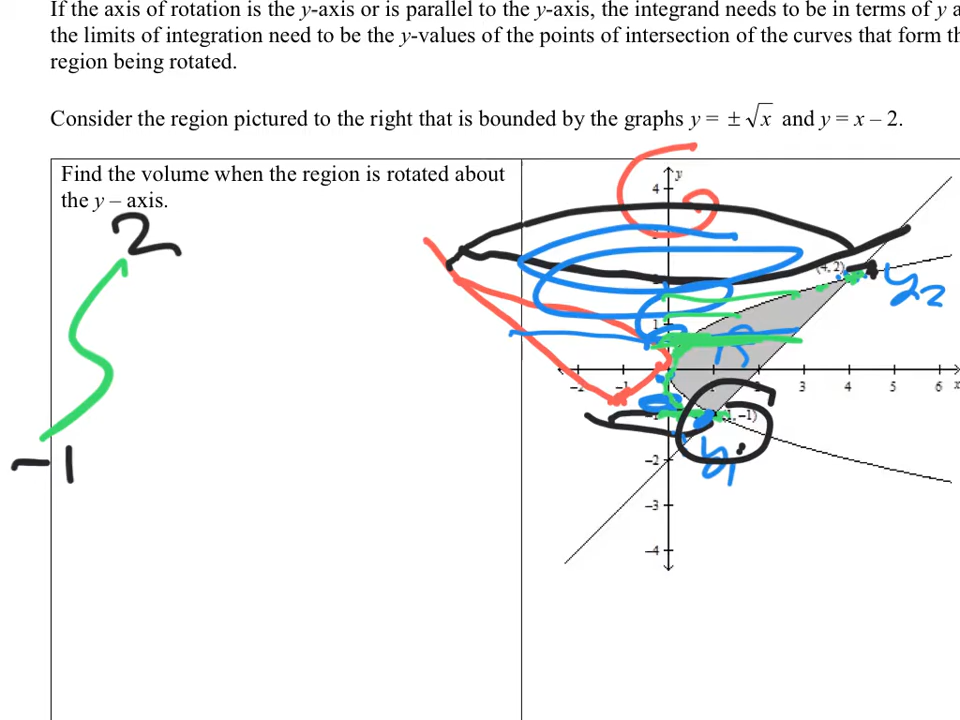 If the axis of rotation is the y-axis or is parallel to the y-axis, the integrand needs to be in terms of y a
the limits of integration need to be the y-values of the points of intersection of the curves that form th
region being rotated.
Consider the region pictured to the right that is bounded by the graphs y = ± √x and y = x – 2.
Find the volume when the region is rotated about
the y – axis.
2
-1
y
4
(4, 2)
y₂
1
-1
3 4 5 6 x
, -1)
-2
y₁
-3
-4